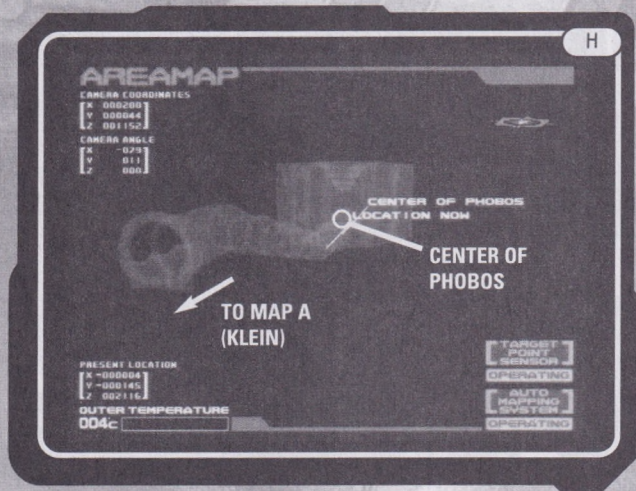 H
AREAMAP
CAMERA COORDINATES
X 000200
Y 000044
Z 001152
CAMERA ANGLE
X -029
Y 011
Z 000
CENTER OF PHOBOS
LOCATION NOW
CENTER OF
PHOBOS
TO MAP A
(KLEIN)
PRESENT LOCATION
X -000004
Y -000145
Z 002116
OUTER TEMPERATURE
004c
TARGET
POINT
SENSOR
OPERATING
AUTO
MAPPING
SYSTEM
OPERATING